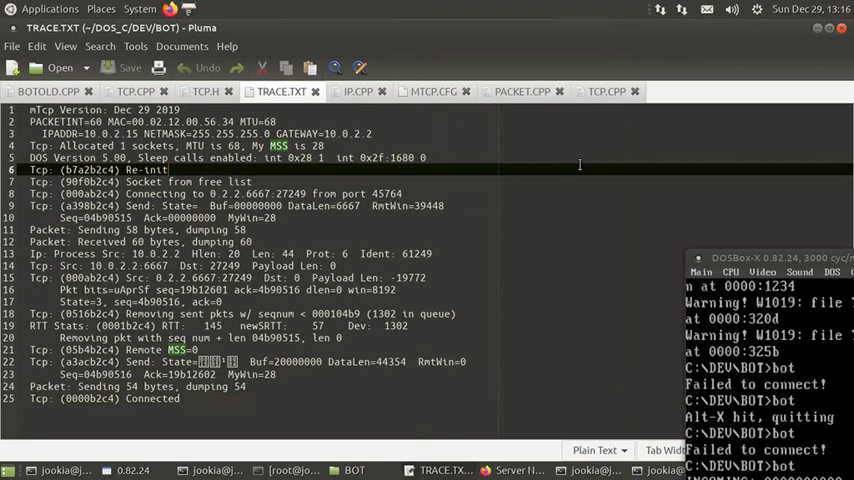 Applications Places System Sun Dec 29, 13:16
TRACE.TXT (~/DOS_C/DEV/BOT) - Pluma
File Edit View Search Tools Documents Help
Open Save Undo
BOTOLD.CPP TCP.CPP TCP.H TRACE.TXT IP.CPP MTCP.CFG PACKET.CPP TCP.CPP
1 mTcp Version: Dec 29 2019
2 PACKETINT=60 MAC=00.02.12.00.56.34 MTU=68
3 IPADDR=10.0.2.15 NETMASK=255.255.255.0 GATEWAY=10.0.2.2
4 Tcp: Allocated 1 sockets, MTU is 68, My MSS is 28
5 DOS Version 5.00, Sleep calls enabled: int 0x28 1 int 0x2f:1680 0
6 Tcp: (b7a2b2c4) Re-init
7 Tcp: (90f0b2c4) Socket from free list
8 Tcp: (000ab2c4) Connecting to 0.2.2.6667:27249 from port 45764
9 Tcp: (a398b2c4) Send: State= Buf=00000000 DataLen=6667 RmtWin=39448
10 Seq=04b90515 Ack=00000000 MyWin=28
11 Packet: Sending 58 bytes, dumping 58
12 Packet: Received 60 bytes, dumping 60
13 Ip: Process Src: 10.0.2.2 Hlen: 20 Len: 44 Prot: 6 Ident: 61249
14 Tcp: Src: 10.0.2.2:6667 Dst: 27249 Payload Len: 0
15 Tcp: (000ab2c4) Src: 0.2.2.6667:27249 Dst: 0 Payload Len: -19772
16 Pkt bits: uAprSf seq=19b12601 ack=4b90516 dlen=0 win=8192
17 State=3, seq=4b90515, ack=0
18 Tcp: (0516b2c4) Removing sent pkts w/ seqnum < 000104b9 (1302 in queue)
19 RTT Stats: (0001b2c4) RTT: 145 newSRTT: 57 Dev: 1302
20 Removing pkt with seq num + len 04b90515, len 0
21 Tcp: (05b4b2c4) Remote MSS=0
22 Tcp: (a3acb2c4) Send: State= Buf=20000000 DataLen=44354 RmtWin=0
23 Seq=04b90516 Ack=19b12602 MyWin=28
24 Packet: Sending 54 bytes, dumping 54
25 Tcp: (0000b2c4) Connected
Plain Text Tab Width
DOSBox-X 0.82.24, 3000 cyc/m
Main CPU Video Sound DOS
n at 0000:1234
Warning! W1019: file
at 0000:320d
Warning! W1019: file
at 0000:325b
C:\DEV\BOT>bot
Failed to connect!
C:\DEV\BOT>bot
Alt-X hit, quitting
C:\DEV\BOT>bot
Failed to connect!
C:\DEV\BOT>bot
jookia@j... 0.82.24 jookia@j... [root@jo... BOT TRACE.TX... Server N... jookia@j... jookia@